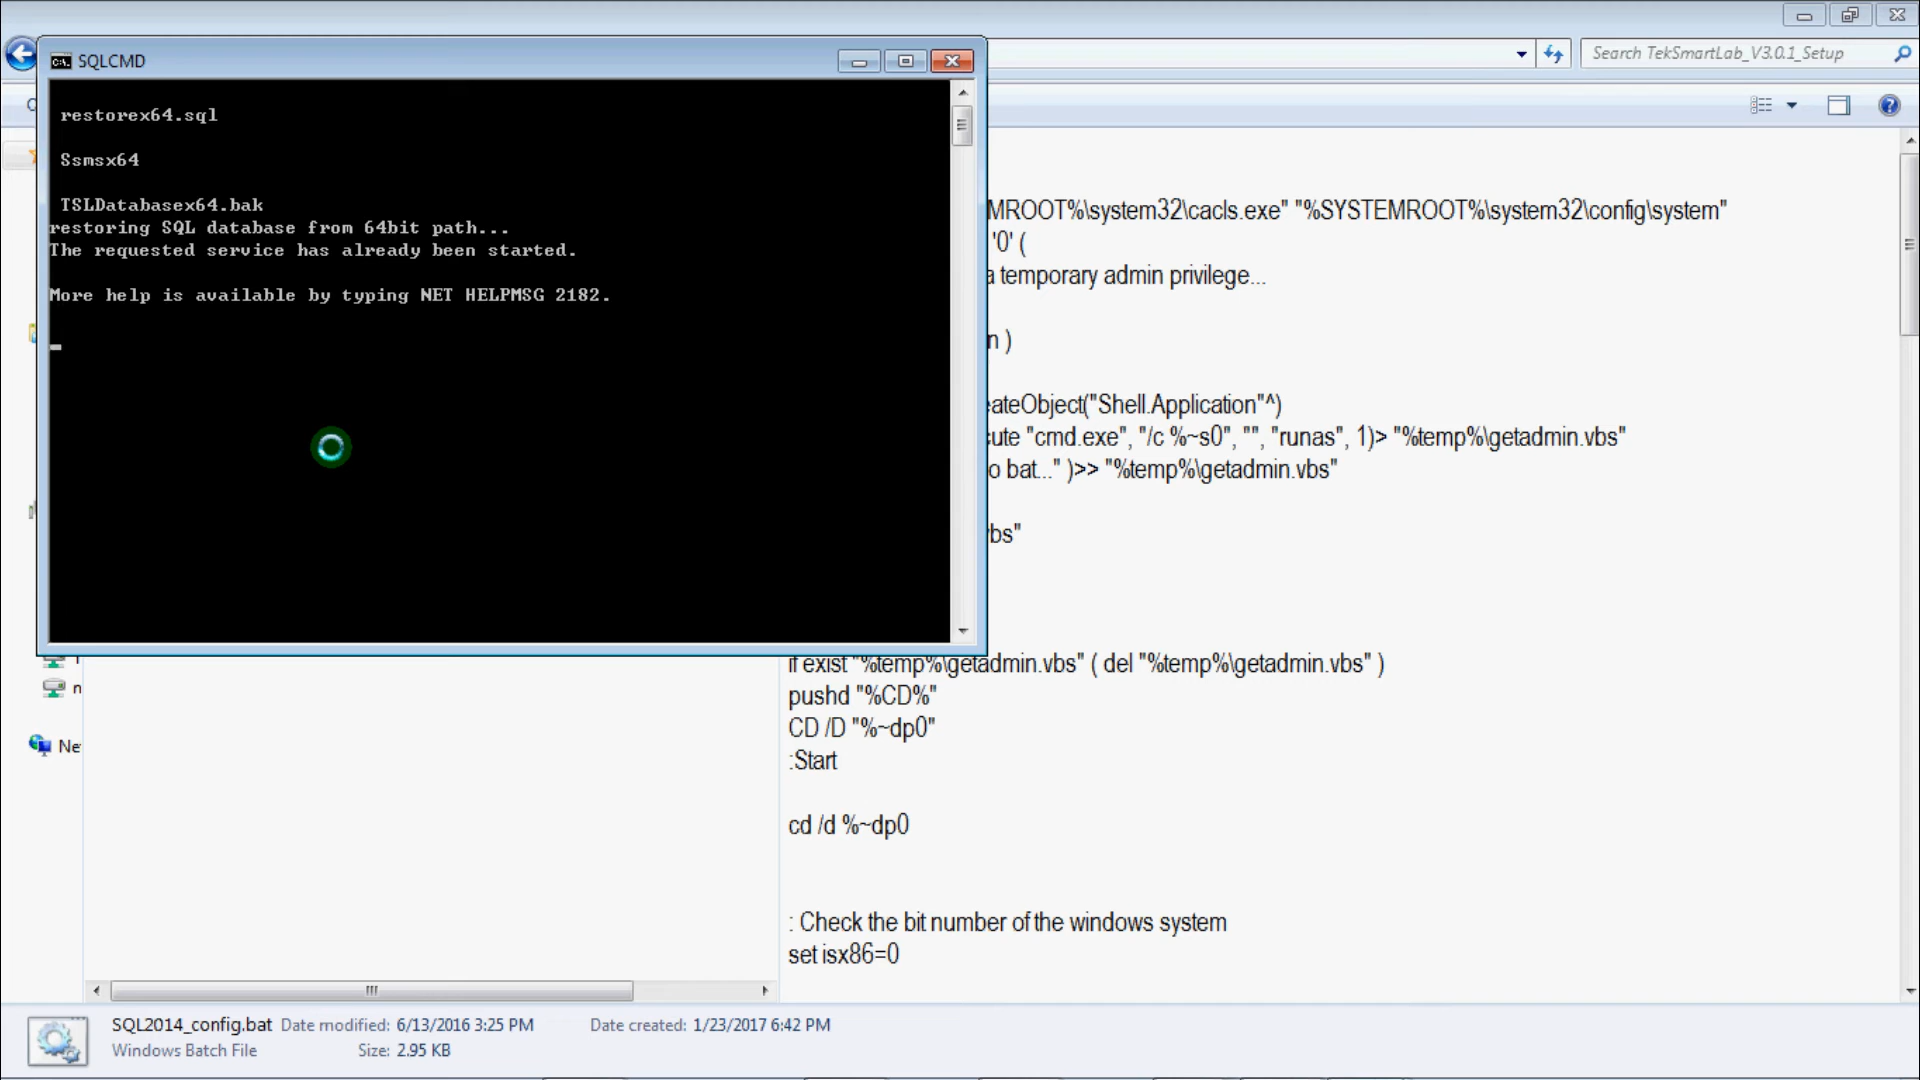 SQLCMD
Search TekSmartLab_V3.0.1_Setup
restorex64.sql
Ssmsx64
TSLDatabasex64.bak
restoring SQL database from 64bit path...
The requested service has already been started.
More help is available by typing NET HELPMSG 2182.
MROOT%\system32\cacls.exe" "%SYSTEMROOT%\system32\config\system"
'0' (
a temporary admin privilege...
n )
eateObject("Shell.Application"^)
cute "cmd.exe", "/c %~s0", "", "runas", 1)> "%temp%\getadmin.vbs"
o bat..." )>> "%temp%\getadmin.vbs"
bs"
if exist "%temp%\getadmin.vbs" ( del "%temp%\getadmin.vbs" )
pushd "%CD%"
CD /D "%~dp0"
:Start
cd /d %~dp0
: Check the bit number of the windows system
set isx86=0
n
Ne
SQL2014_config.bat Date modified: 6/13/2016 3:25 PM Date created: 1/23/2017 6:42 PM
Windows Batch File Size: 2.95 KB